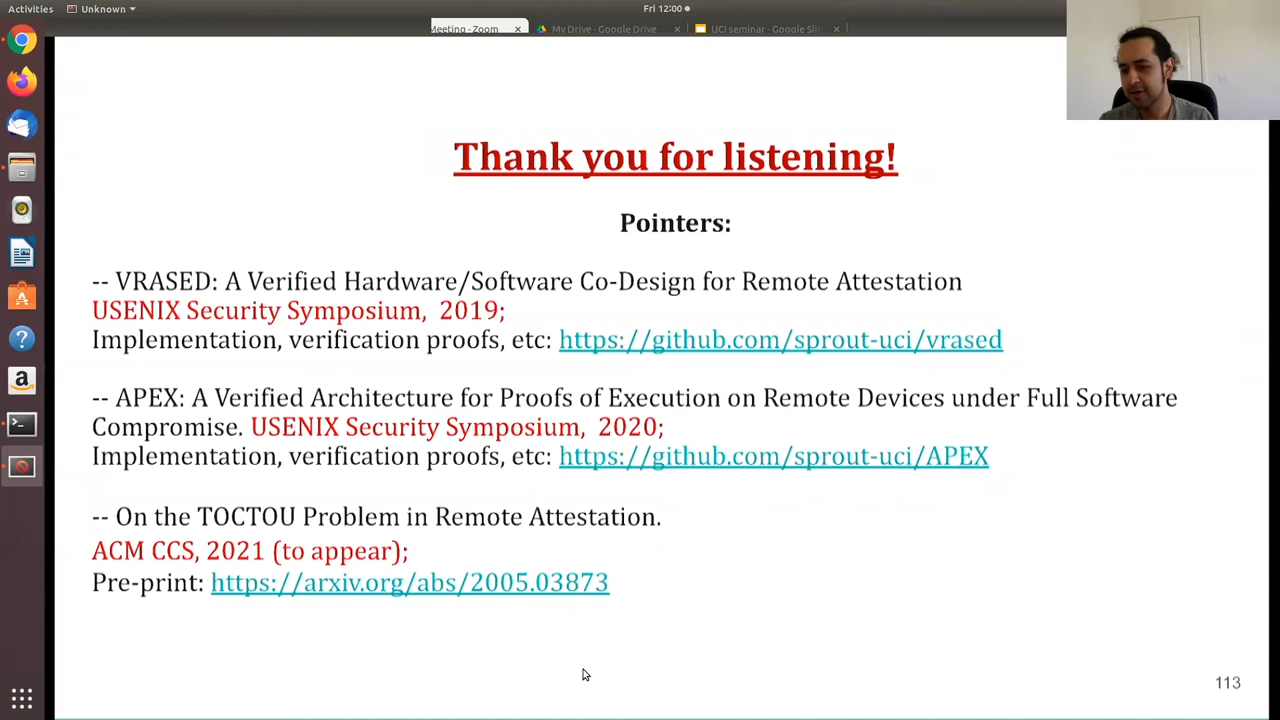 Activities
Unknown
Fri 12:00
Meeting - Zoom
My Drive - Google Drive
UCI seminar - Google Slid
Thank you for listening!
Pointers:
-- VRASED: A Verified Hardware/Software Co-Design for Remote Attestation
USENIX Security Symposium, 2019;
Implementation, verification proofs, etc: https://github.com/sprout-uci/vrased
-- APEX: A Verified Architecture for Proofs of Execution on Remote Devices under Full Software
Compromise. USENIX Security Symposium, 2020;
Implementation, verification proofs, etc: https://github.com/sprout-uci/APEX
-- On the TOCTOU Problem in Remote Attestation.
ACM CCS, 2021 (to appear);
Pre-print: https://arxiv.org/abs/2005.03873
113